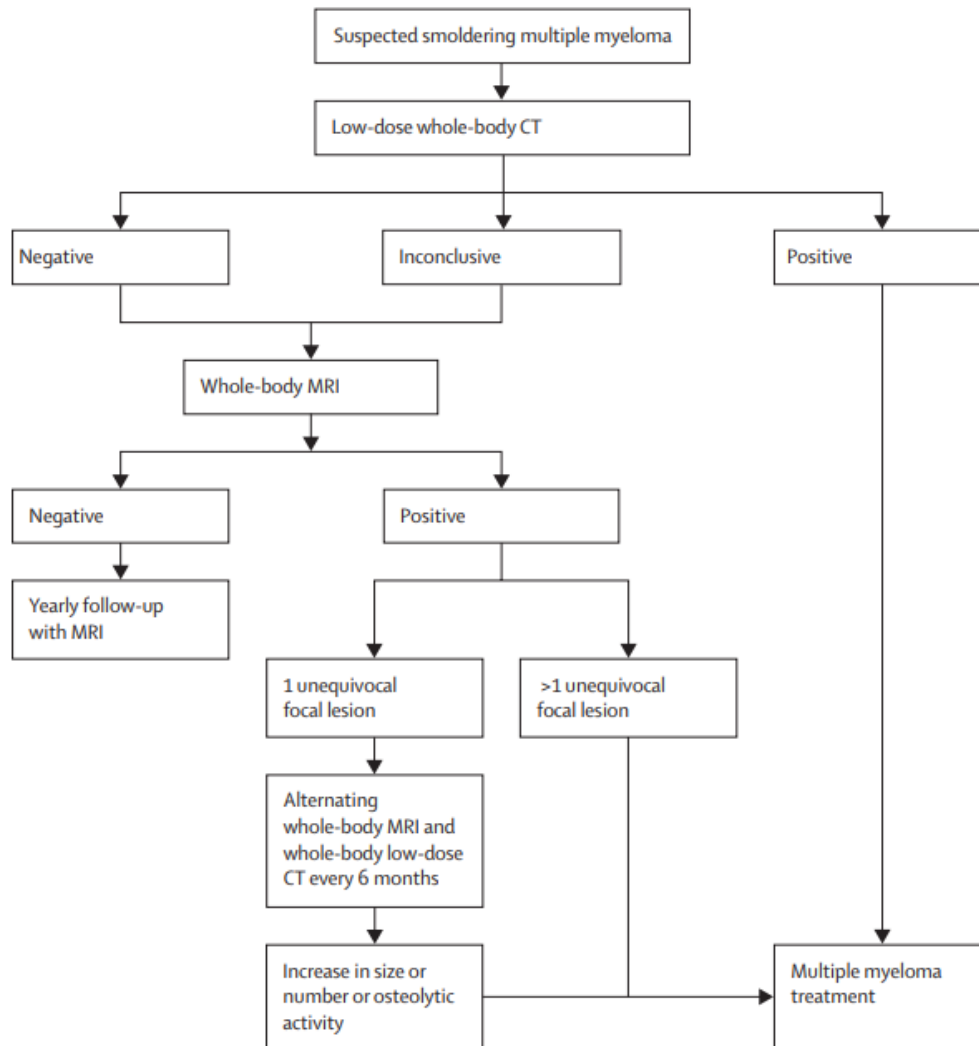 Suspected smoldering multiple myeloma
Low-dose whole-body CT
Negative
Inconclusive
Positive
Whole-body MRI
Negative
Positive
Yearly follow-up
with MRI
1 unequivocal
focal lesion
>1 unequivocal
focal lesion
Alternating
whole-body MRI and
whole-body low-dose
CT every 6 months
Increase in size or
number or osteolytic
activity
Multiple myeloma
treatment